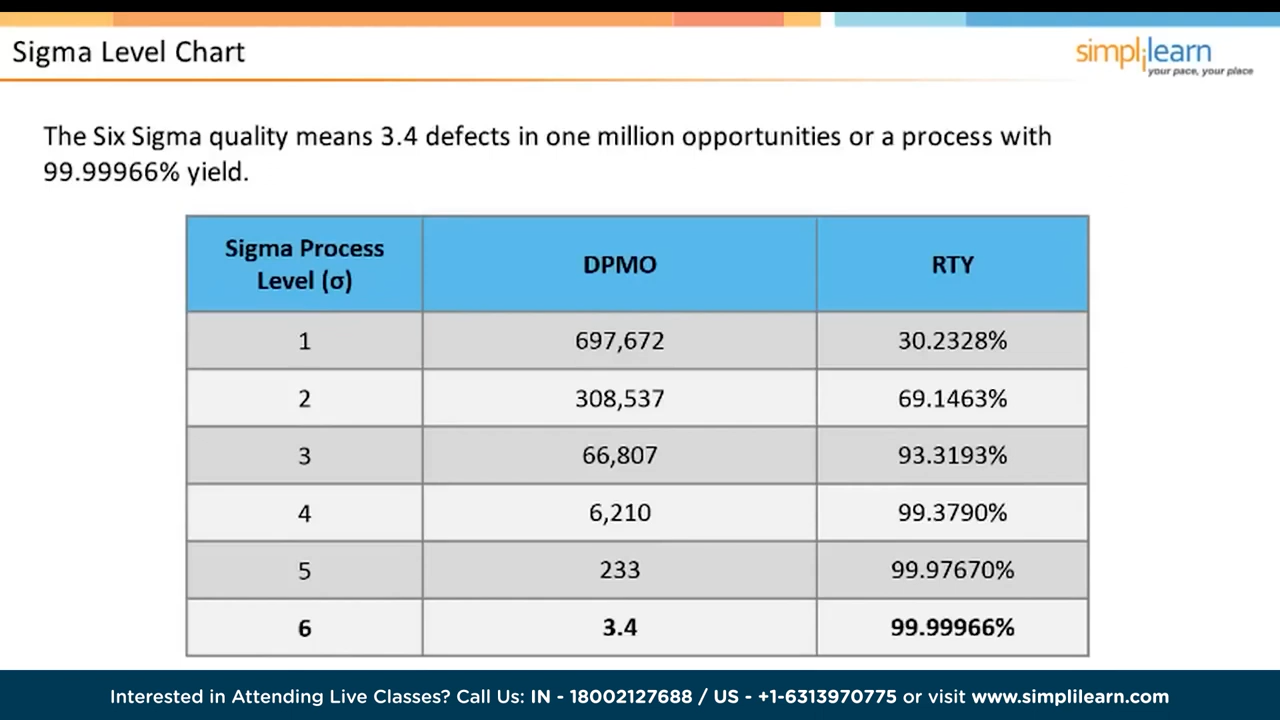 Sigma Level Chart
simplilearn
your pace, your place
The Six Sigma quality means 3.4 defects in one million opportunities or a process with
99.99966% yield.
Sigma Process
Level (σ)
DPMO
RTY
1
697,672
30.2328%
2
308,537
69.1463%
3
66,807
93.3193%
4
6,210
99.3790%
5
233
99.97670%
6
3.4
99.99966%
Interested in Attending Live Classes? Call Us: IN - 18002127688 / US - +1-6313970775 or visit www.simplilearn.com